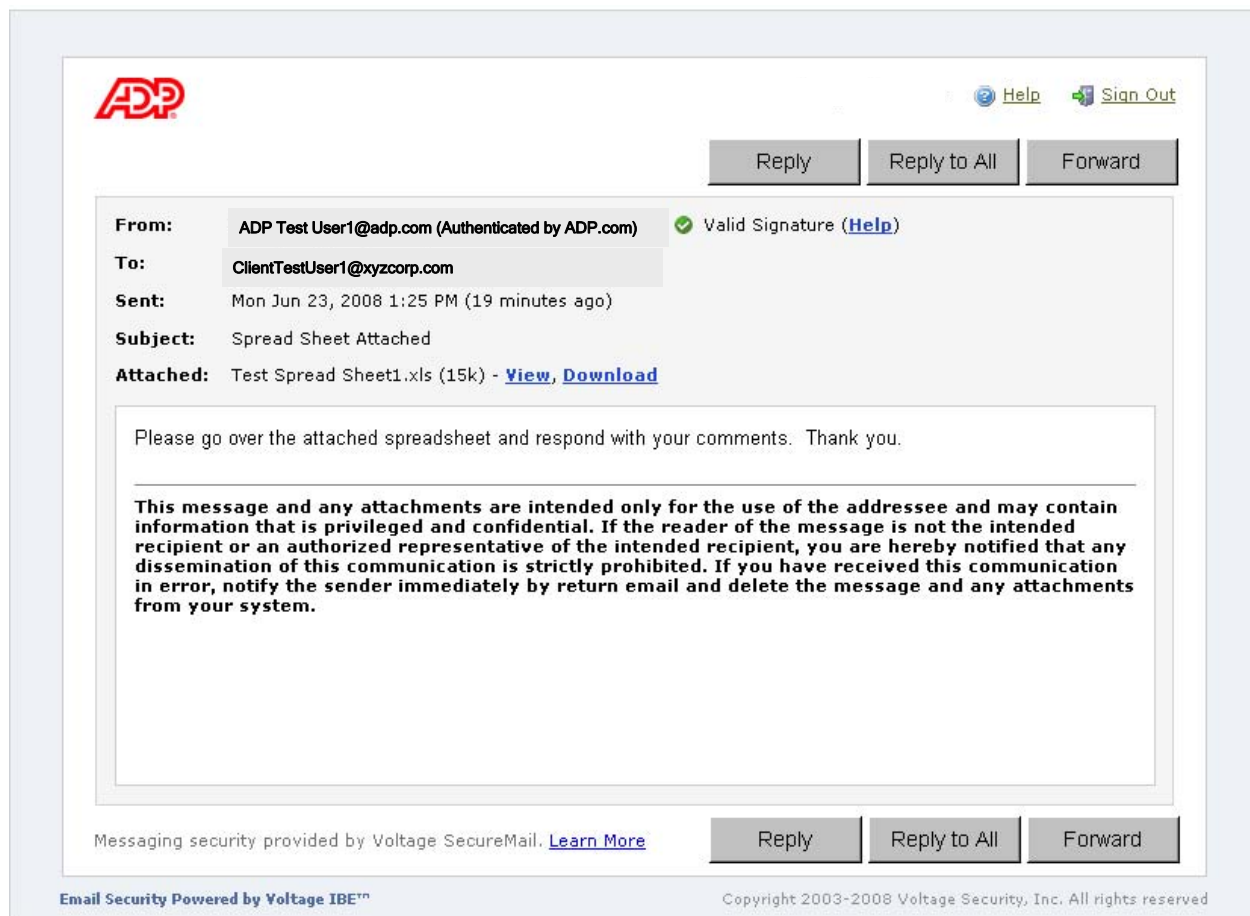 ADP
Help Sign Out
Reply Reply to All Forward
From: ADP Test User1@adp.com (Authenticated by ADP.com) Valid Signature (Help)
To: ClientTestUser1@xyzcorp.com
Sent: Mon Jun 23, 2008 1:25 PM (19 minutes ago)
Subject: Spread Sheet Attached
Attached: Test Spread Sheet1.xls (15k) - View, Download
Please go over the attached spreadsheet and respond with your comments. Thank you.
This message and any attachments are intended only for the use of the addressee and may contain
information that is privileged and confidential. If the reader of the message is not the intended
recipient or an authorized representative of the intended recipient, you are hereby notified that any
dissemination of this communication is strictly prohibited. If you have received this communication
in error, notify the sender immediately by return email and delete the message and any attachments
from your system.
Messaging security provided by Voltage SecureMail. Learn More Reply Reply to All Forward
Email Security Powered by Voltage IBE™ Copyright 2003-2008 Voltage Security, Inc. All rights reserved